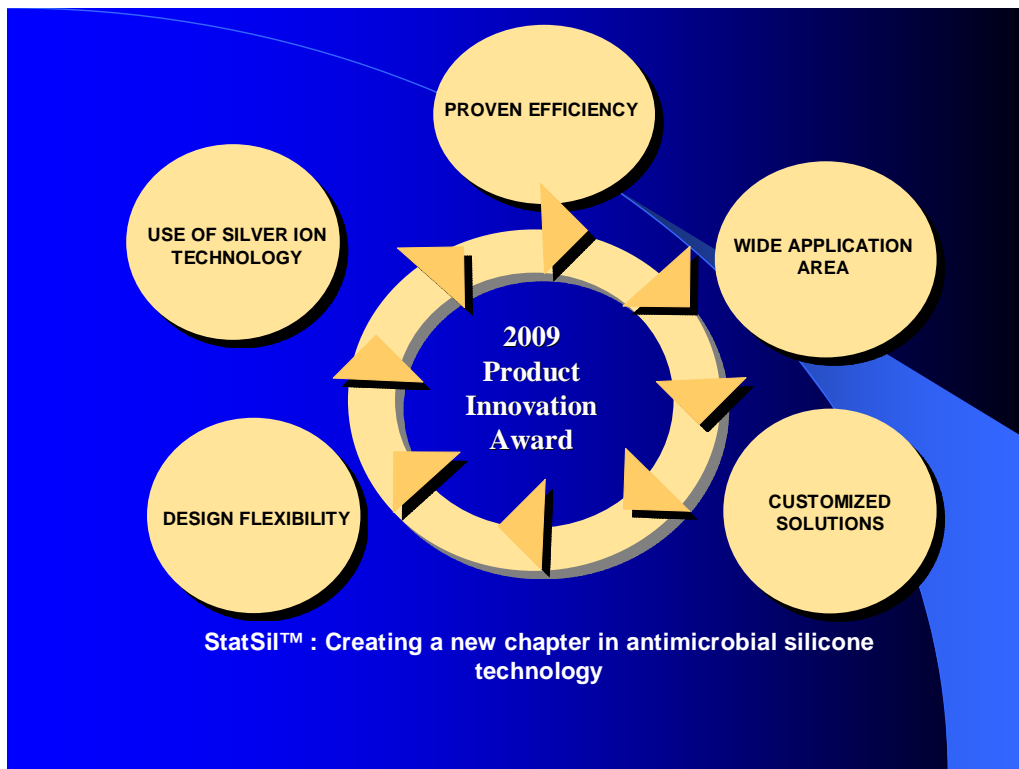 PROVEN EFFICIENCY
USE OF SILVER ION
TECHNOLOGY
WIDE APPLICATION
AREA
2009
Product
Innovation
Award
DESIGN FLEXIBILITY
CUSTOMIZED
SOLUTIONS
StatSil™ : Creating a new chapter in antimicrobial silicone
technology